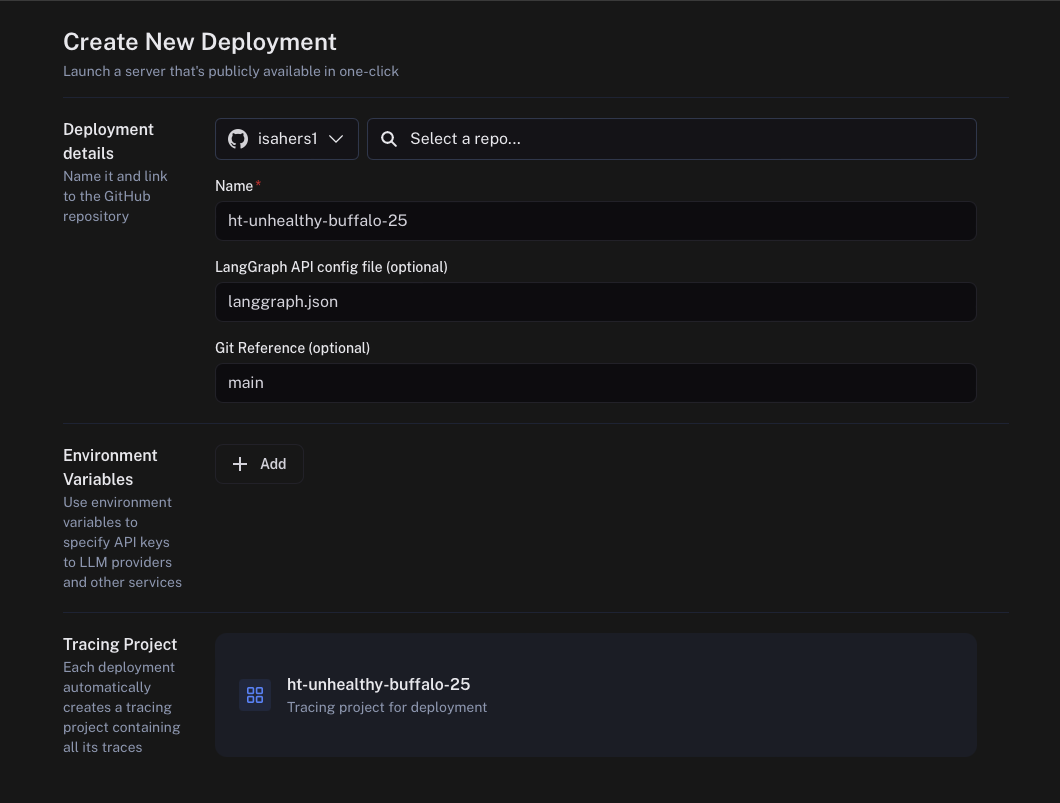 Create New Deployment
Launch a server that's publicly available in one-click
Deployment
details
Name it and link
to the GitHub
repository
isahers1
Select a repo...
Name*
ht-unhealthy-buffalo-25
LangGraph API config file (optional)
langgraph.json
Git Reference (optional)
main
Environment
Variables
Use environment
variables to
specify API keys
to LLM providers
and other services
Add
Tracing Project
Each deployment
automatically
creates a tracing
project containing
all its traces
ht-unhealthy-buffalo-25
Tracing project for deployment